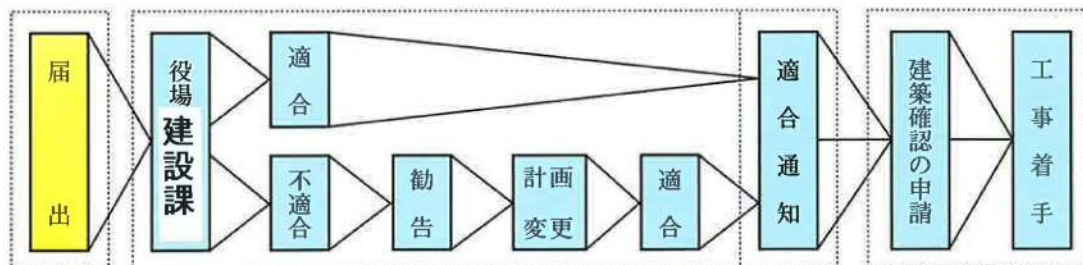 届出
役場
建設課
適合
不適合
勧告
計画
変更
適合
適合通知
建築確認の申請
工事着手